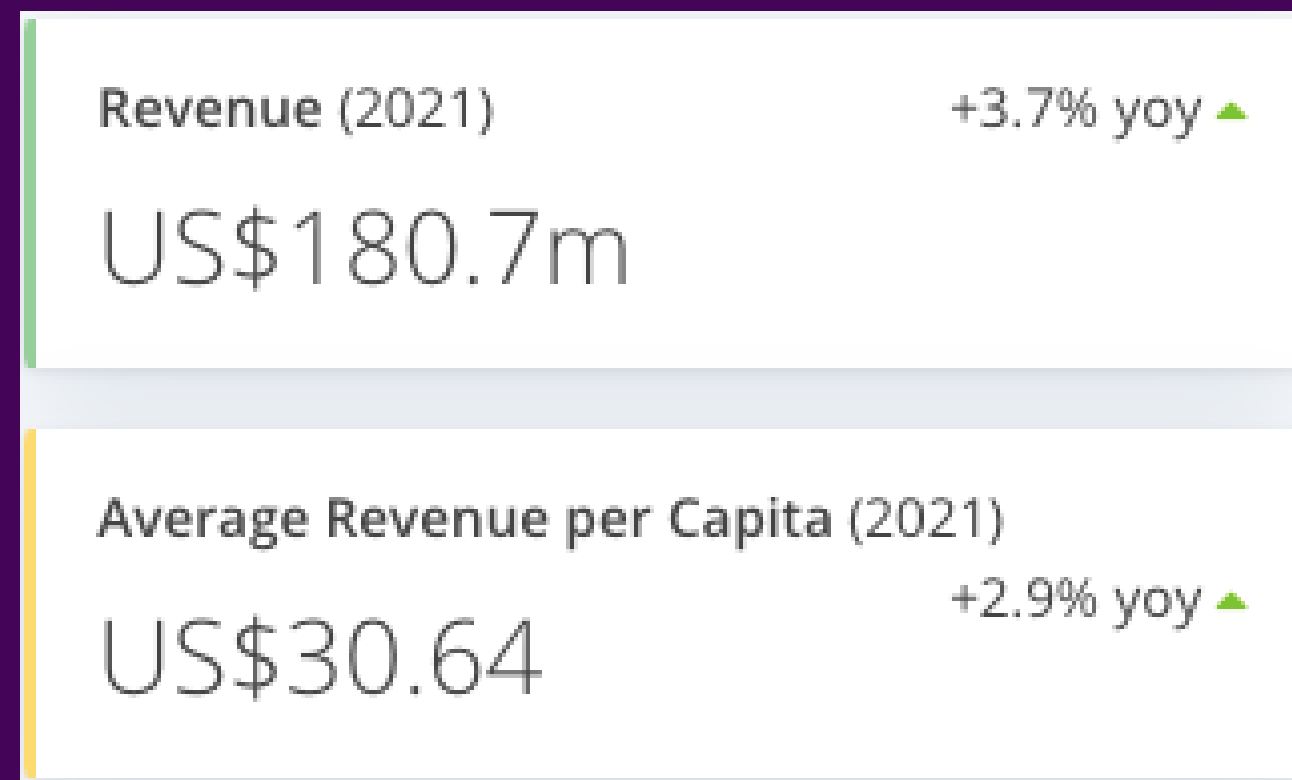 Revenue (2021) +3.7% yoy
US$180.7m
Average Revenue per Capita (2021)
+2.9% yoy
US$30.64